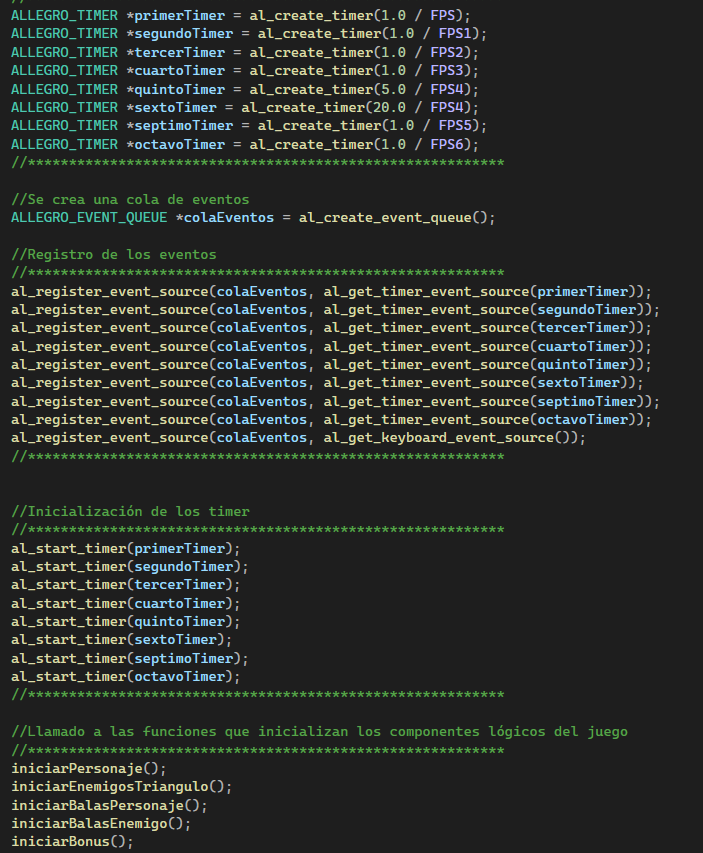 ALLEGRO_TIMER *primerTimer = al_create_timer(1.0 / FPS);
ALLEGRO_TIMER *segundoTimer = al_create_timer(1.0 / FPS1);
ALLEGRO_TIMER *tercerTimer = al_create_timer(1.0 / FPS2);
ALLEGRO_TIMER *cuartoTimer = al_create_timer(1.0 / FPS3);
ALLEGRO_TIMER *quintoTimer = al_create_timer(5.0 / FPS4);
ALLEGRO_TIMER *sextoTimer = al_create_timer(20.0 / FPS4);
ALLEGRO_TIMER *septimoTimer = al_create_timer(1.0 / FPS5);
ALLEGRO_TIMER *octavoTimer = al_create_timer(1.0 / FPS6);
//**********************************************************
//Se crea una cola de eventos
ALLEGRO_EVENT_QUEUE *colaEventos = al_create_event_queue();
//Registro de los eventos
//**********************************************************
al_register_event_source(colaEventos, al_get_timer_event_source(primerTimer));
al_register_event_source(colaEventos, al_get_timer_event_source(segundoTimer));
al_register_event_source(colaEventos, al_get_timer_event_source(tercerTimer));
al_register_event_source(colaEventos, al_get_timer_event_source(cuartoTimer));
al_register_event_source(colaEventos, al_get_timer_event_source(quintoTimer));
al_register_event_source(colaEventos, al_get_timer_event_source(sextoTimer));
al_register_event_source(colaEventos, al_get_timer_event_source(septimoTimer));
al_register_event_source(colaEventos, al_get_timer_event_source(octavoTimer));
al_register_event_source(colaEventos, al_get_keyboard_event_source());
//**********************************************************
//Inicialización de los timer
//**********************************************************
al_start_timer(primerTimer);
al_start_timer(segundoTimer);
al_start_timer(tercerTimer);
al_start_timer(cuartoTimer);
al_start_timer(quintoTimer);
al_start_timer(sextoTimer);
al_start_timer(septimoTimer);
al_start_timer(octavoTimer);
//**********************************************************
//Llamado a las funciones que inicializan los componentes lógicos del juego
//**********************************************************
iniciarPersonaje();
iniciarEnemigosTriangulo();
iniciarBalasPersonaje();
iniciarBalasEnemigo();
iniciarBonus();